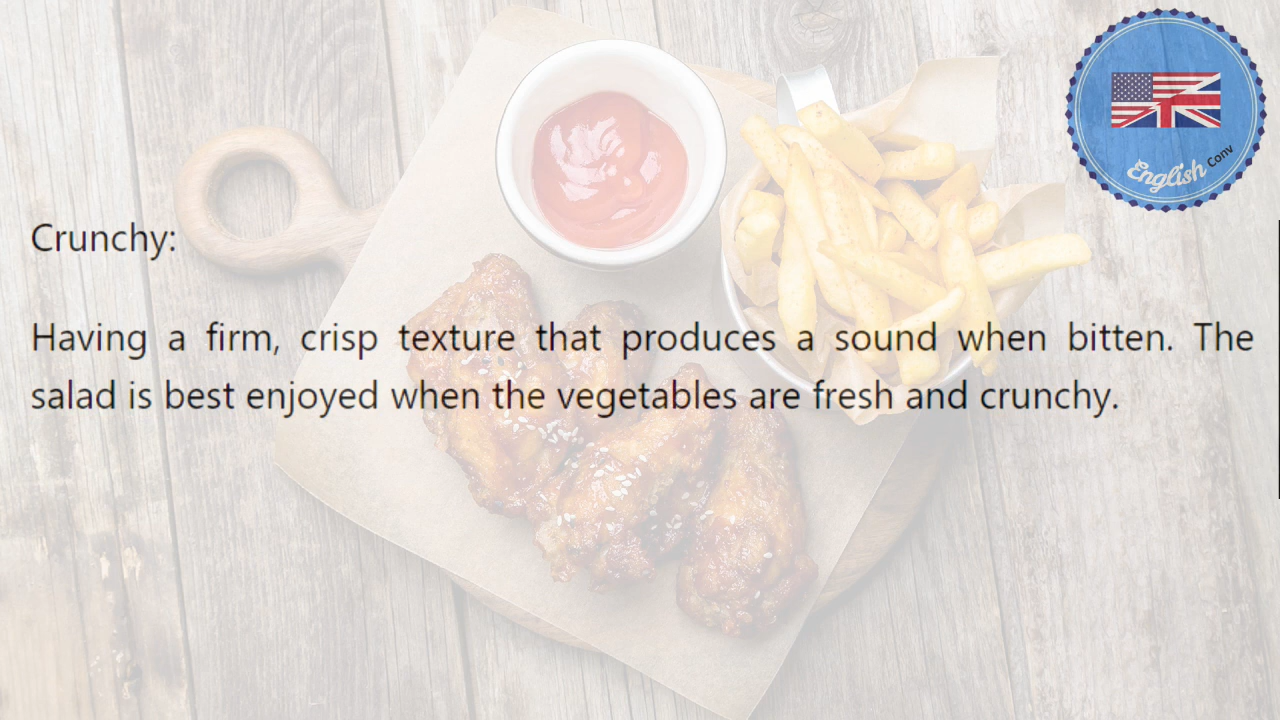 English Conv
Crunchy:
Having a firm, crisp texture that produces a sound when bitten. The
salad is best enjoyed when the vegetables are fresh and crunchy.